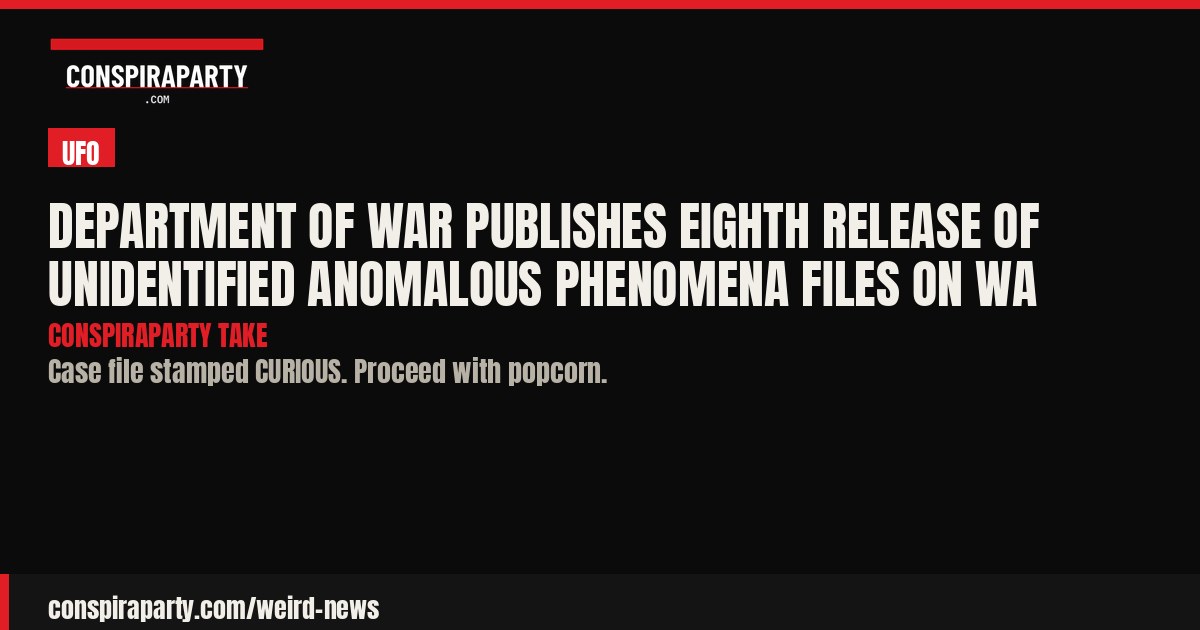 CONSPIRAPARTY
.COM
UFO
DEPARTMENT OF WAR PUBLISHES EIGHTH RELEASE OF
UNIDENTIFIED ANOMALOUS PHENOMENA FILES ON WA
CONSPIRAPARTY TAKE
Case file stamped CURIOUS. Proceed with popcorn.
conspiraparty.com/weird-news